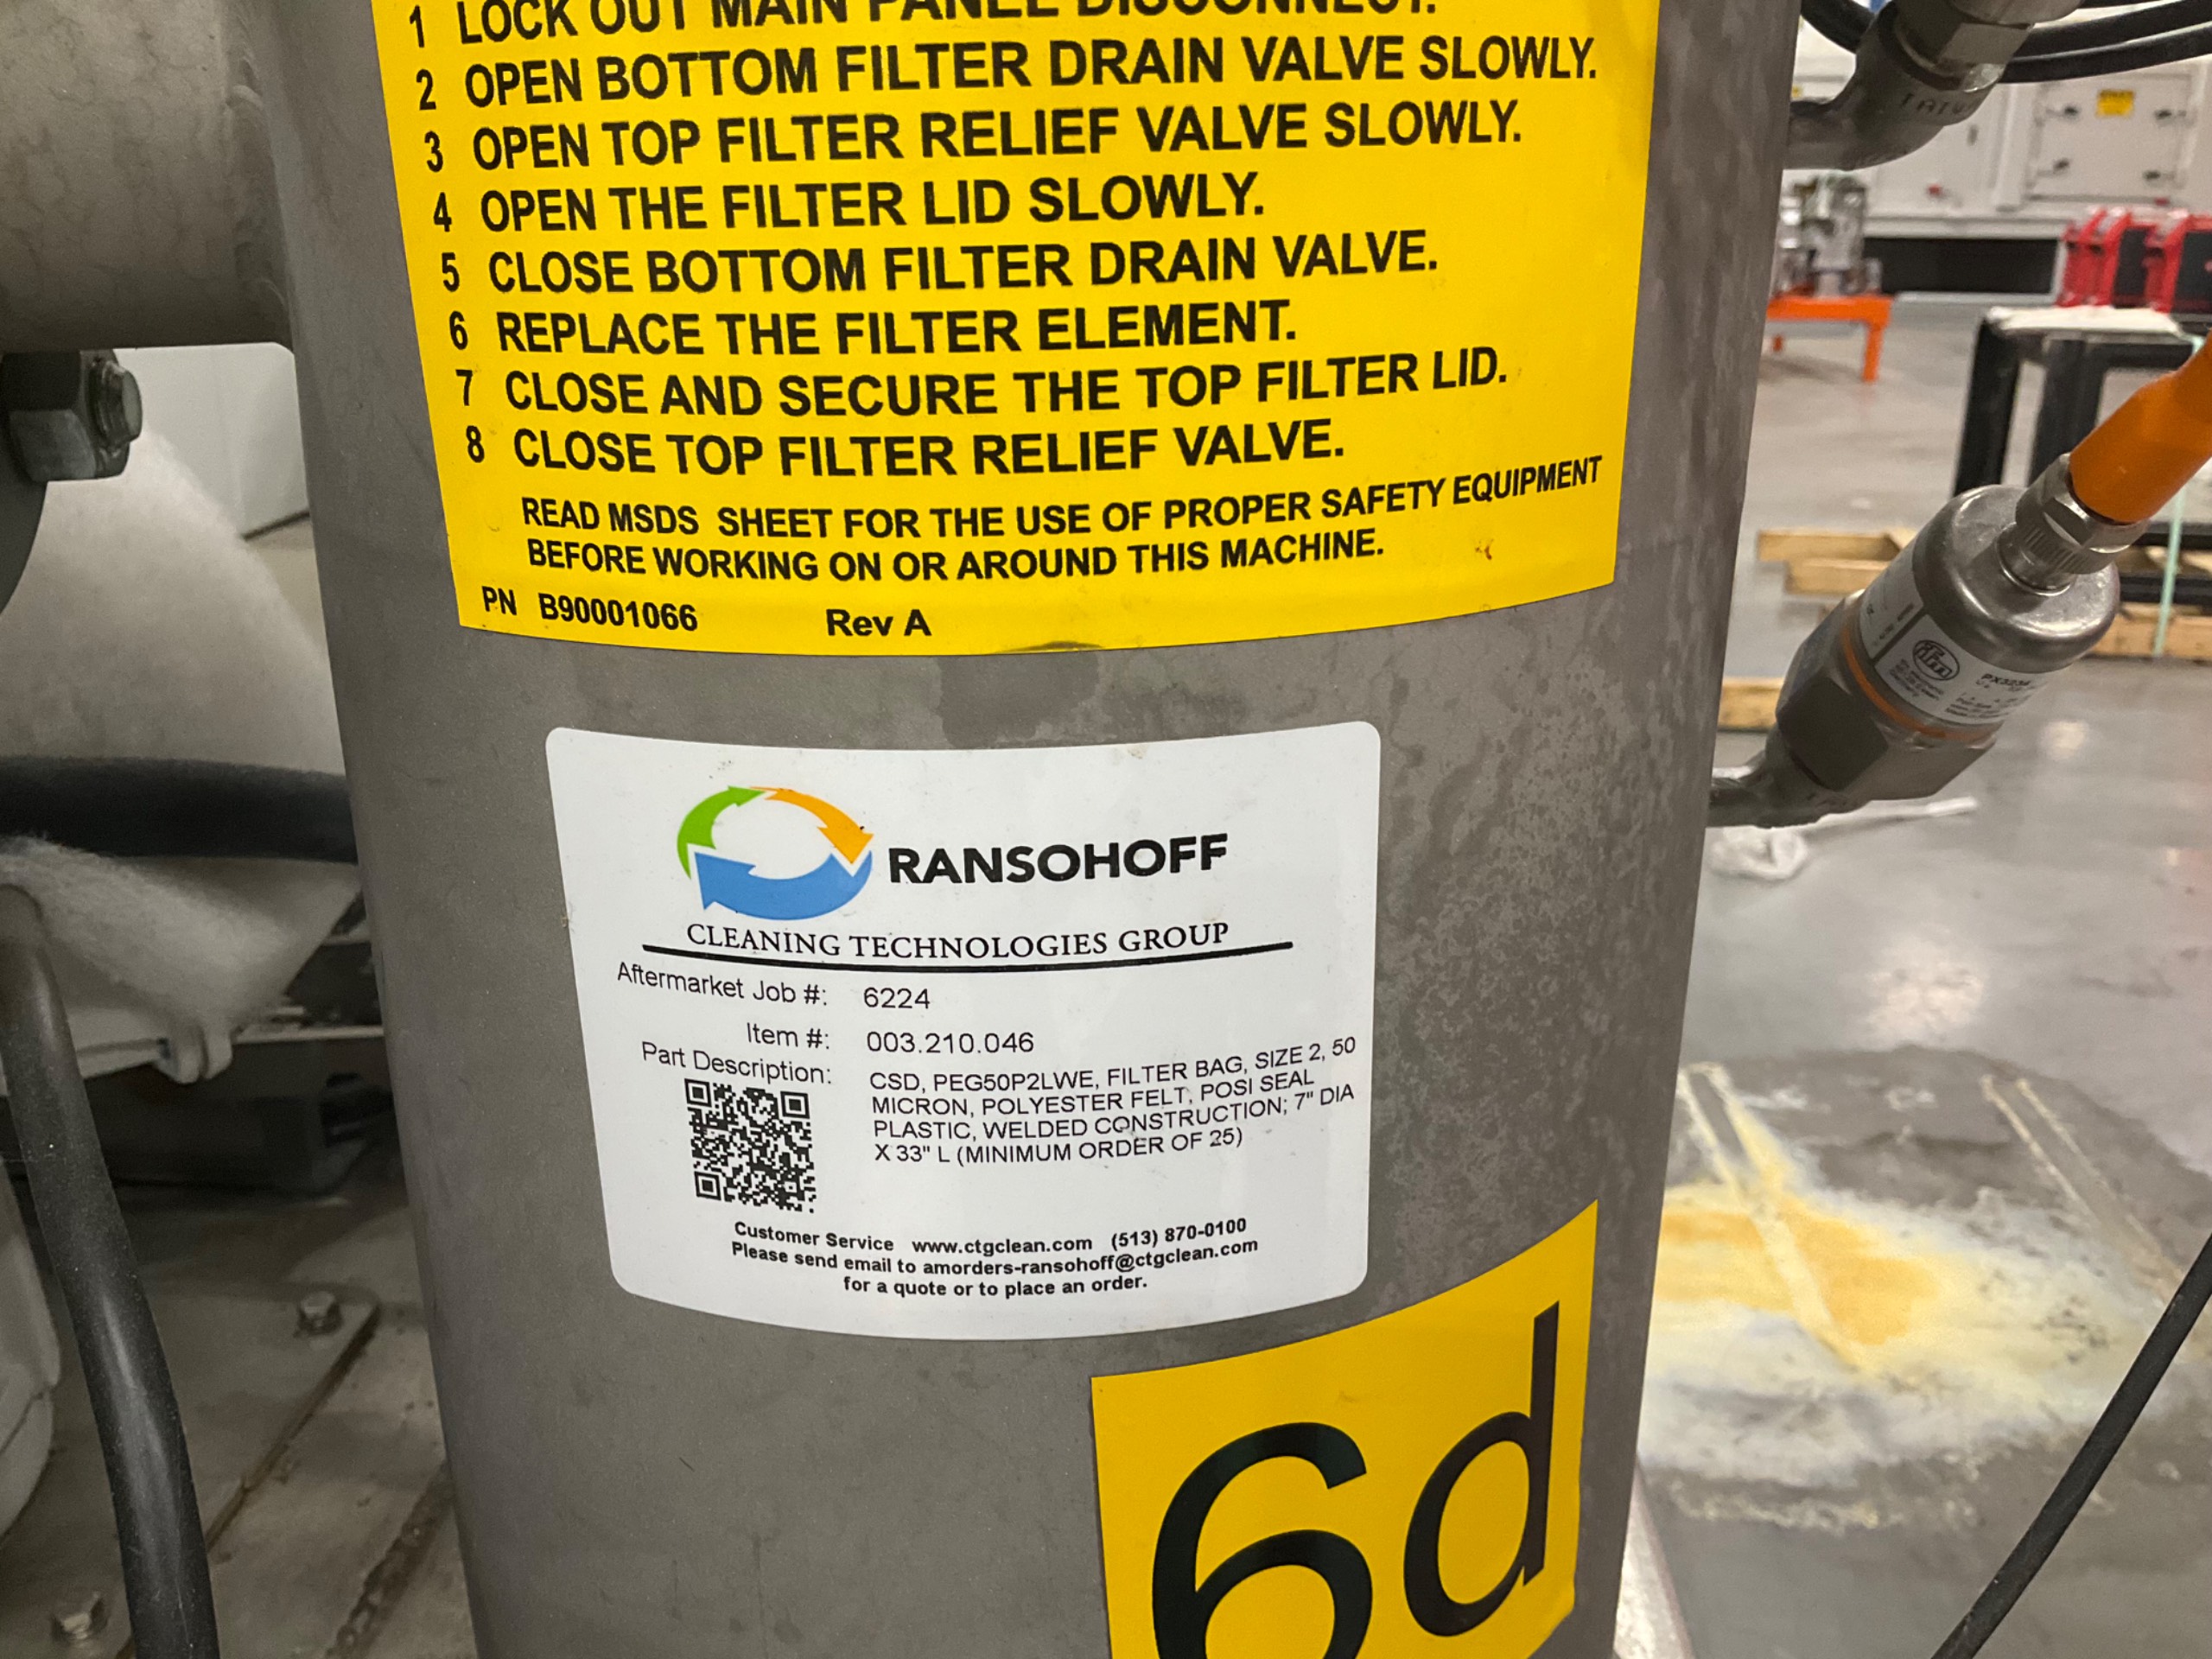 1 LOCK OUT MAIN PANEL DISCONNECT.
2 OPEN BOTTOM FILTER DRAIN VALVE SLOWLY.
3 OPEN TOP FILTER RELIEF VALVE SLOWLY.
4 OPEN THE FILTER LID SLOWLY.
5 CLOSE BOTTOM FILTER DRAIN VALVE.
6 REPLACE THE FILTER ELEMENT.
7 CLOSE AND SECURE THE TOP FILTER LID.
8 CLOSE TOP FILTER RELIEF VALVE.
READ MSDS SHEET FOR THE USE OF PROPER SAFETY EQUIPMENT
BEFORE WORKING ON OR AROUND THIS MACHINE.
PN B90001066 Rev A
ifm
RANSOHOFF
CLEANING TECHNOLOGIES GROUP
Aftermarket Job #: 6224
Item #: 003.210.046
Part Description: CSD, PEG50P2LWE, FILTER BAG, SIZE 2, 50
MICRON, POLYESTER FELT, POSI SEAL
PLASTIC, WELDED CONSTRUCTION; 7" DIA
X 33" L (MINIMUM ORDER OF 25)
Customer Service www.ctgclean.com (513) 870-0100
Please send email to amorders-ransohoff@ctgclean.com
for a quote or to place an order.
6d